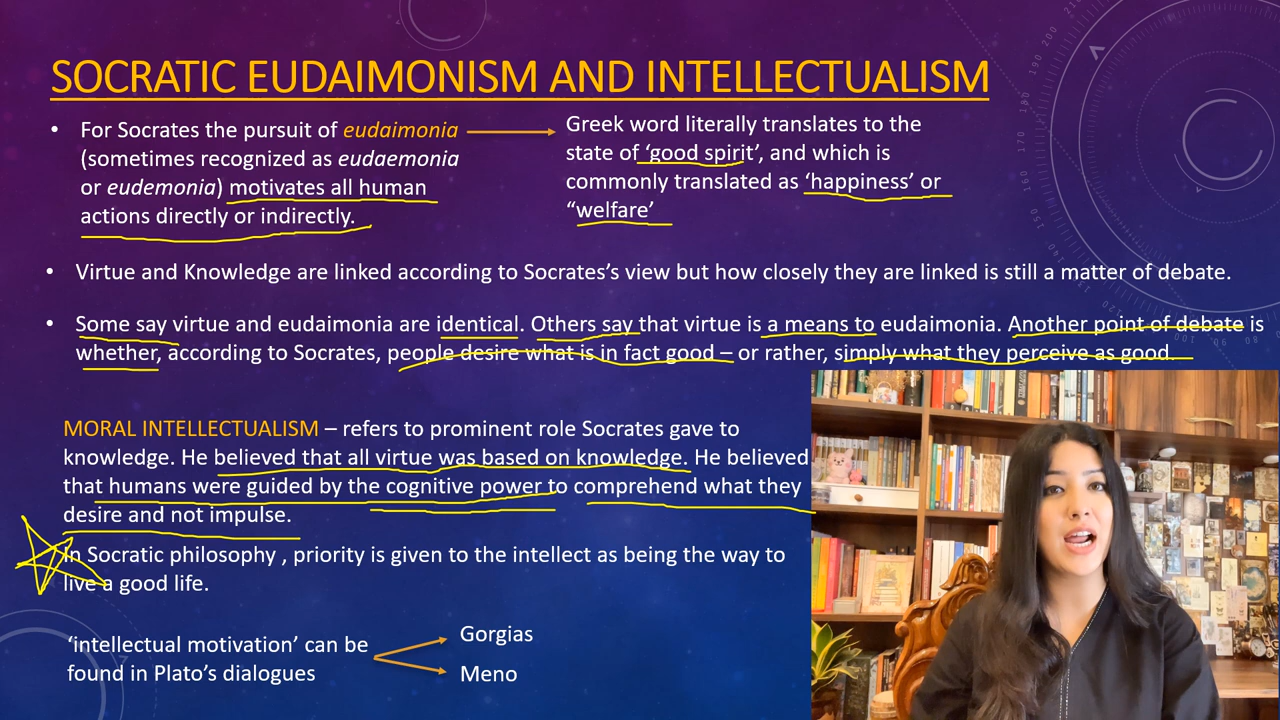 SOCRATIC EUDAIMONISM AND INTELLECTUALISM
• For Socrates the pursuit of eudaimonia
(sometimes recognized as eudaemonia
or eudemonia) motivates all human
actions directly or indirectly.
Greek word literally translates to the
state of ‘good spirit’, and which is
commonly translated as ‘happiness’ or
“welfare’
• Virtue and Knowledge are linked according to Socrates’s view but how closely they are linked is still a matter of debate.
• Some say virtue and eudaimonia are identical. Others say that virtue is a means to eudaimonia. Another point of debate is
whether, according to Socrates, people desire what is in fact good – or rather, simply what they perceive as good.
MORAL INTELLECTUALISM – refers to prominent role Socrates gave to
knowledge. He believed that all virtue was based on knowledge. He believed
that humans were guided by the cognitive power to comprehend what they
desire and not impulse.
In Socratic philosophy , priority is given to the intellect as being the way to
live a good life.
‘intellectual motivation’ can be
found in Plato’s dialogues
Gorgias
Meno